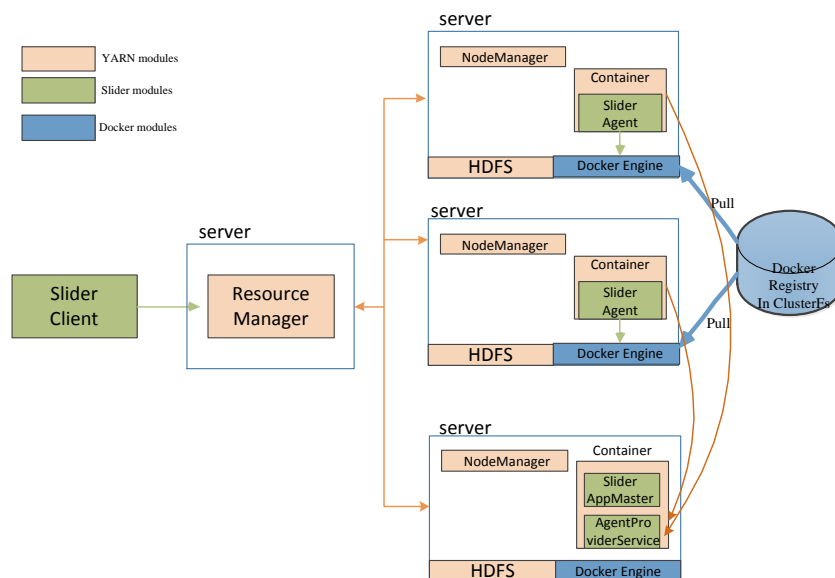 YARN modules
Slider modules
Docker modules
server
NodeManager
Container
Slider
Agent
HDFS
Docker Engine
Pull
server
NodeManager
Container
Slider
Agent
HDFS
Docker Engine
Pull
Docker
Registry
In ClusterFs
server
Resource
Manager
Slider
Client
server
NodeManager
Container
Slider
AppMaster
AgentPro
viderService
HDFS
Docker Engine